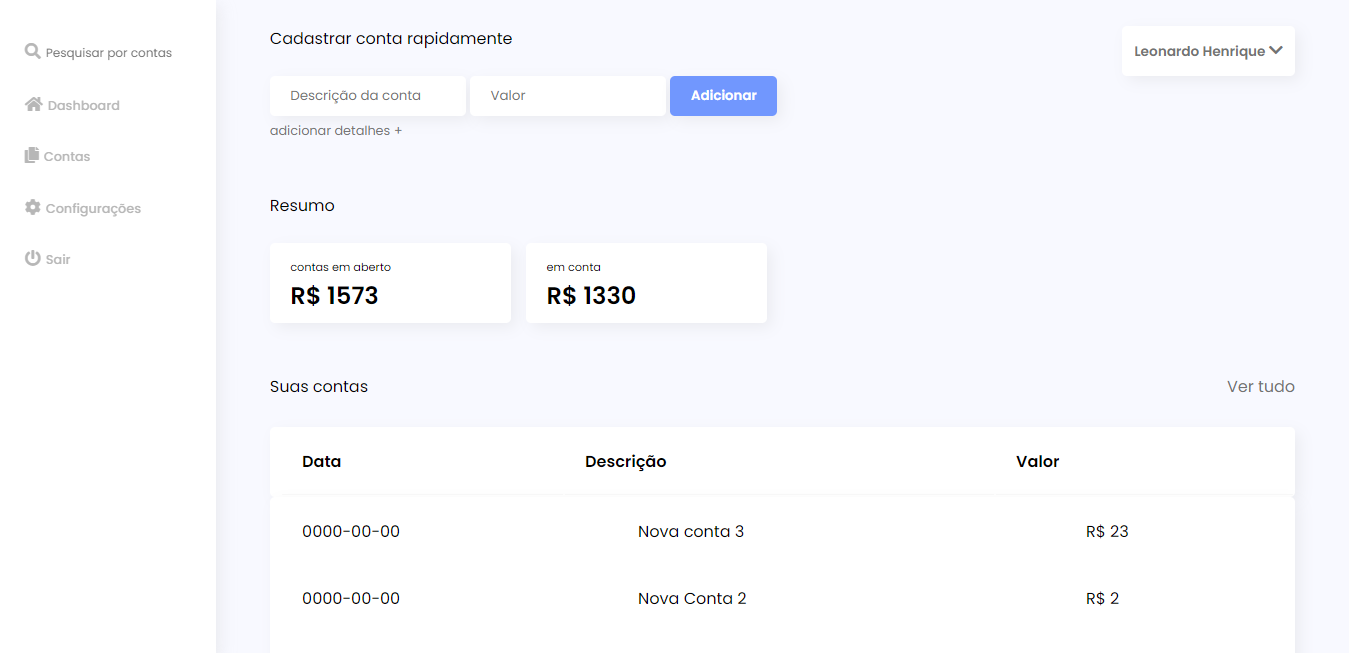 Pesquisar por contas
Dashboard
Contas
Configurações
Sair
Cadastrar conta rapidamente
Leonardo Henrique
Descrição da conta Valor Adicionar
adicionar detalhes +
Resumo
contas em aberto
R$ 1573
em conta
R$ 1330
Suas contas Ver tudo
Data Descrição Valor
0000-00-00 Nova conta 3 R$ 23
0000-00-00 Nova Conta 2 R$ 2